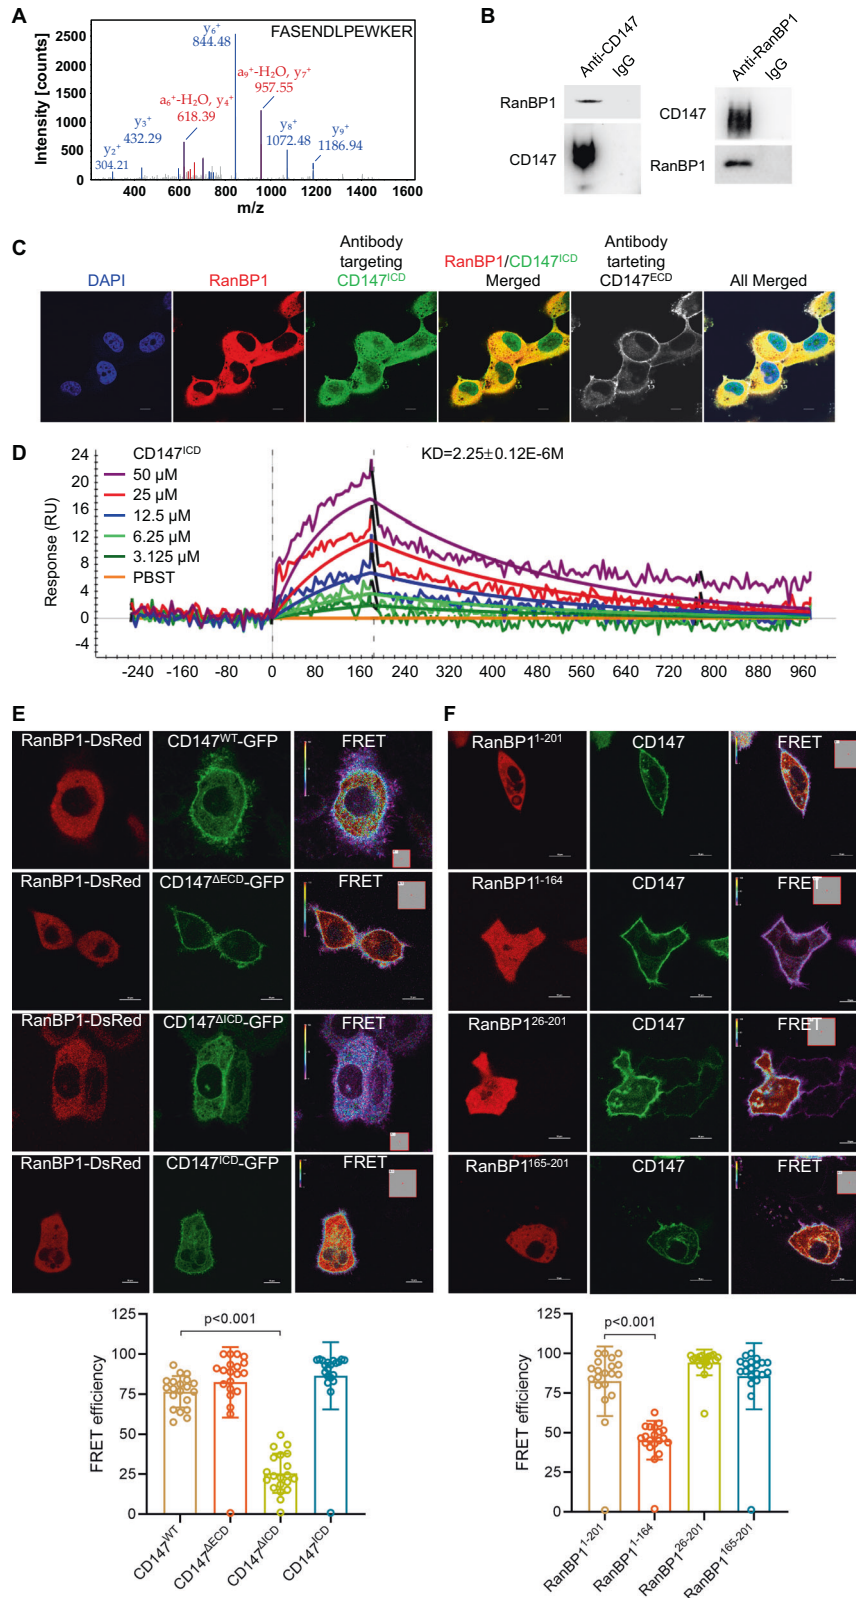 A
FASENDLPEWKER
Intensity [counts]
2500
2000
1500
1000
500
0
y₆⁺
844.48
a₉⁺-H₂O, y₇⁺
957.55
a₆⁺-H₂O, y₄⁺
618.39
y₃⁺
432.29
y₂⁺
304.21
y₈⁺
1072.48
y₉⁺
1186.94
400 600 800 1000 1200 1400 1600
m/z
B
Anti-CD147
IgG
RanBP1
CD147
Anti-RanBP1
IgG
CD147
RanBP1
C
DAPI
RanBP1
Antibody
targeting
CD147ᴵᶜᴰ
RanBP1/CD147ᴵᶜᴰ
Merged
Antibody
tarteting
CD147ᴱᶜᴰ
All Merged
D
Response (RU)
24
20
16
12
8
4
0
-4
CD147ᴵᶜᴰ
50 µM
25 µM
12.5 µM
6.25 µM
3.125 µM
PBST
KD=2.25±0.12E-6M
-240 -160 -80 0 80 160 240 320 400 480 560 640 720 800 880 960
E
RanBP1-DsRed CD147ᵂᵀ-GFP FRET
RanBP1-DsRed CD147ᐃᴱᶜᴰ-GFP FRET
RanBP1-DsRed CD147ᐃᴵᶜᴰ-GFP FRET
RanBP1-DsRed CD147ᴵᶜᴰ-GFP FRET
FRET efficiency
125
100
75
50
25
0
p<0.001
CD147ᵂᵀ
CD147ᐃᴱᶜᴰ
CD147ᐃᴵᶜᴰ
CD147ᴵᶜᴰ
F
RanBP1¹⁻²⁰¹ CD147 FRET
RanBP1¹⁻¹⁶⁴ CD147 FRET
RanBP1²⁶⁻²⁰¹ CD147 FRET
RanBP1¹⁶⁵⁻²⁰¹ CD147 FRET
FRET efficiency
125
100
75
50
25
0
p<0.001
RanBP1¹⁻²⁰¹
RanBP1¹⁻¹⁶⁴
RanBP1²⁶⁻²⁰¹
RanBP1¹⁶⁵⁻²⁰¹